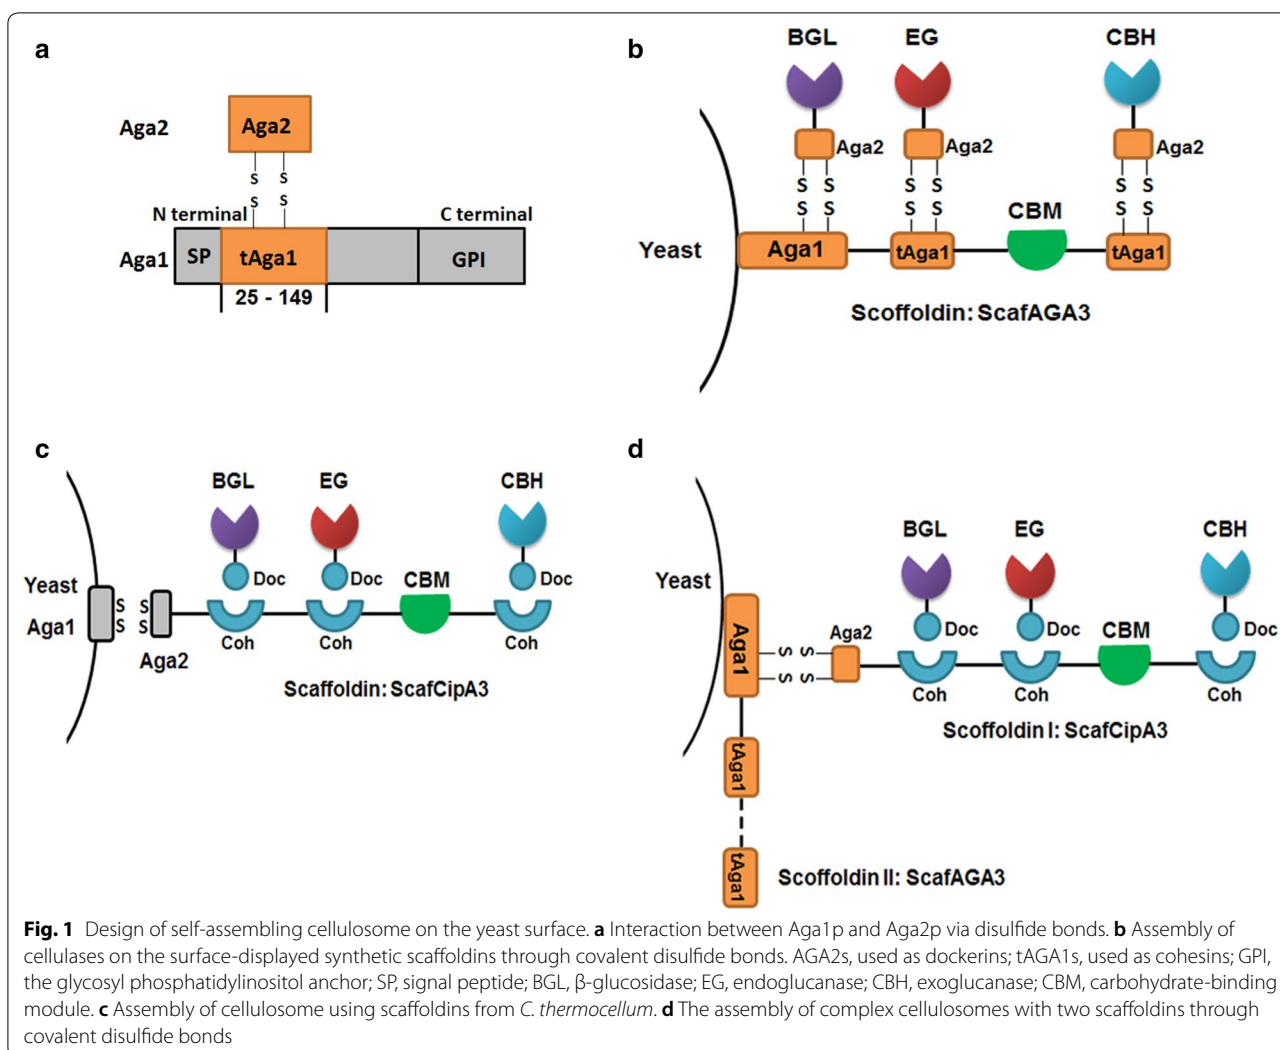 a
Aga2
Aga2
S S
S S
N terminal
C terminal
Aga1
SP
tAga1
GPI
25 - 149
b
BGL
EG
CBH
Aga2
Aga2
Aga2
S S
S S
S S
S S
S S
S S
CBM
Yeast
Aga1
tAga1
tAga1
Scoffoldin: ScafAGA3
c
BGL
EG
CBH
Doc
Doc
CBM
Doc
Yeast
Aga1
S S
S S
Aga2
Coh
Coh
Coh
Scaffoldin: ScafCipA3
d
BGL
EG
CBH
Yeast
Aga1
S S
S S
Aga2
Doc
Doc
CBM
Doc
Coh
Coh
Coh
Scoffoldin I: ScafCipA3
tAga1
tAga1
Scoffoldin II: ScafAGA3
Fig. 1 Design of self-assembling cellulosome on the yeast surface. a Interaction between Aga1p and Aga2p via disulfide bonds. b Assembly of
cellulases on the surface-displayed synthetic scaffoldins through covalent disulfide bonds. AGA2s, used as dockerins; tAGA1s, used as cohesins; GPI,
the glycosyl phosphatidylinositol anchor; SP, signal peptide; BGL, β-glucosidase; EG, endoglucanase; CBH, exoglucanase; CBM, carbohydrate-binding
module. c Assembly of cellulosome using scaffoldins from C. thermocellum. d The assembly of complex cellulosomes with two scaffoldins through
covalent disulfide bonds